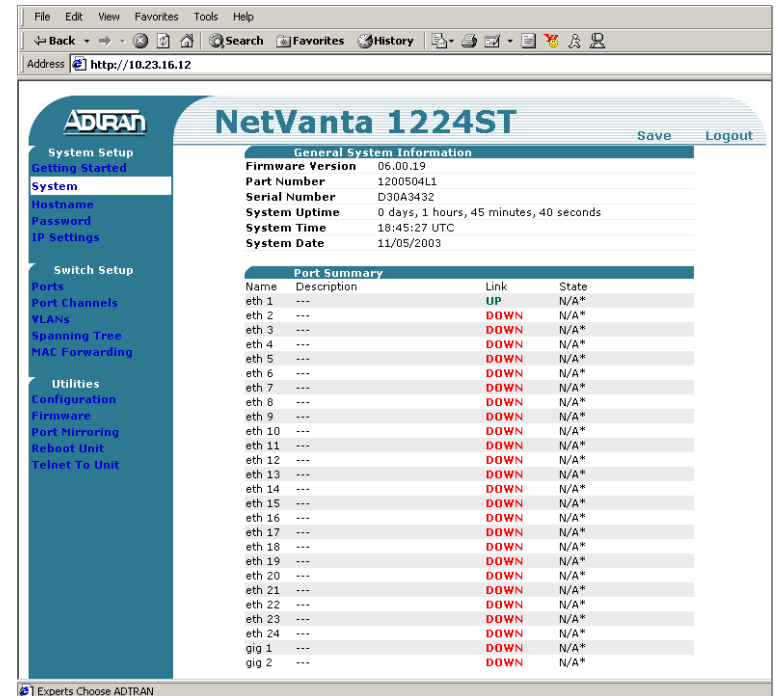 File Edit View Favorites Tools Help
Back Search Favorites History
Address http://10.23.16.12
ADTRAN
NetVanta 1224ST
Save Logout
System Setup
Getting Started
System
Hostname
Password
IP Settings
Switch Setup
Ports
Port Channels
VLANs
Spanning Tree
MAC Forwarding
Utilities
Configuration
Firmware
Port Mirroring
Reboot Unit
Telnet To Unit
General System Information
Firmware Version 06.00.19
Part Number 1200504L1
Serial Number D30A3432
System Uptime 0 days, 1 hours, 45 minutes, 40 seconds
System Time 18:45:27 UTC
System Date 11/05/2003
Port Summary
Name Description Link State
eth 1 --- UP N/A*
eth 2 --- DOWN N/A*
eth 3 --- DOWN N/A*
eth 4 --- DOWN N/A*
eth 5 --- DOWN N/A*
eth 6 --- DOWN N/A*
eth 7 --- DOWN N/A*
eth 8 --- DOWN N/A*
eth 9 --- DOWN N/A*
eth 10 --- DOWN N/A*
eth 11 --- DOWN N/A*
eth 12 --- DOWN N/A*
eth 13 --- DOWN N/A*
eth 14 --- DOWN N/A*
eth 15 --- DOWN N/A*
eth 16 --- DOWN N/A*
eth 17 --- DOWN N/A*
eth 18 --- DOWN N/A*
eth 19 --- DOWN N/A*
eth 20 --- DOWN N/A*
eth 21 --- DOWN N/A*
eth 22 --- DOWN N/A*
eth 23 --- DOWN N/A*
eth 24 --- DOWN N/A*
gig 1 --- DOWN N/A*
gig 2 --- DOWN N/A*
Experts Choose ADTRAN